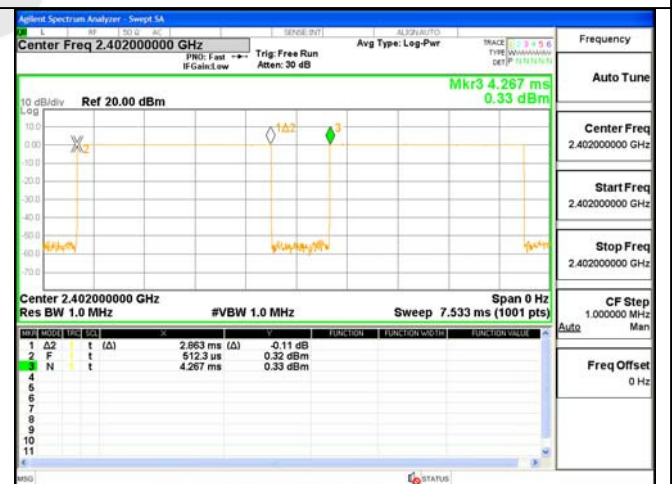 Agilent Spectrum Analyzer - Swept SA
L RF 50 Ω AC SENSE:INT ALIGNAUTO
Center Freq 2.402000000 GHz
PNO: Fast
IFGain:Low
Trig: Free Run
Atten: 30 dB
Avg Type: Log-Pwr
TRACE 1 2 3 4 5 6
TYPE
DET P N N N N N
Mkr3 4.267 ms
0.33 dBm
10 dB/div Ref 20.00 dBm
Log
10.0
0.00
-10.0
-20.0
-30.0
-40.0
-50.0
-60.0
-70.0
2
1Δ2
3
Center 2.402000000 GHz
Span 0 Hz
Res BW 1.0 MHz #VBW 1.0 MHz Sweep 7.533 ms (1001 pts)
MKR MODE TRC SCL X Y FUNCTION FUNCTION WIDTH FUNCTION VALUE
1 Δ2 t (Δ) 2.863 ms (Δ) -0.11 dB
2 F t 512.3 µs 0.32 dBm
3 N t 4.267 ms 0.33 dBm
4
5
6
7
8
9
10
11
MSG
STATUS
Frequency
Auto Tune
Center Freq
2.402000000 GHz
Start Freq
2.402000000 GHz
Stop Freq
2.402000000 GHz
CF Step
1.000000 MHz
Auto Man
Freq Offset
0 Hz